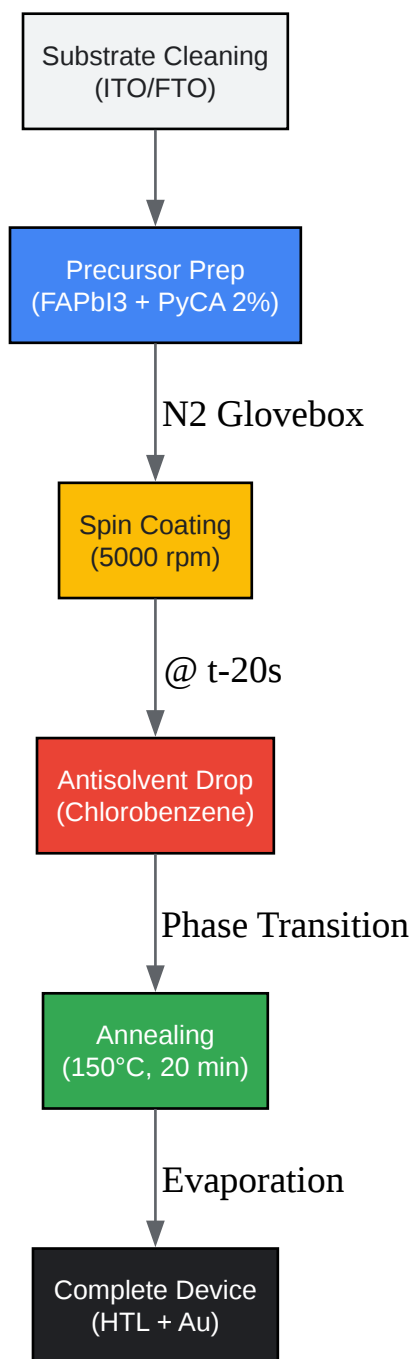 Substrate Cleaning
(ITO/FTO)
Precursor Prep
(FAPbI3 + PyCA 2%)
N2 Glovebox
Spin Coating
(5000 rpm)
@ t-20s
Antisolvent Drop
(Chlorobenzene)
Phase Transition
Annealing
(150°C, 20 min)
Evaporation
Complete Device
(HTL + Au)